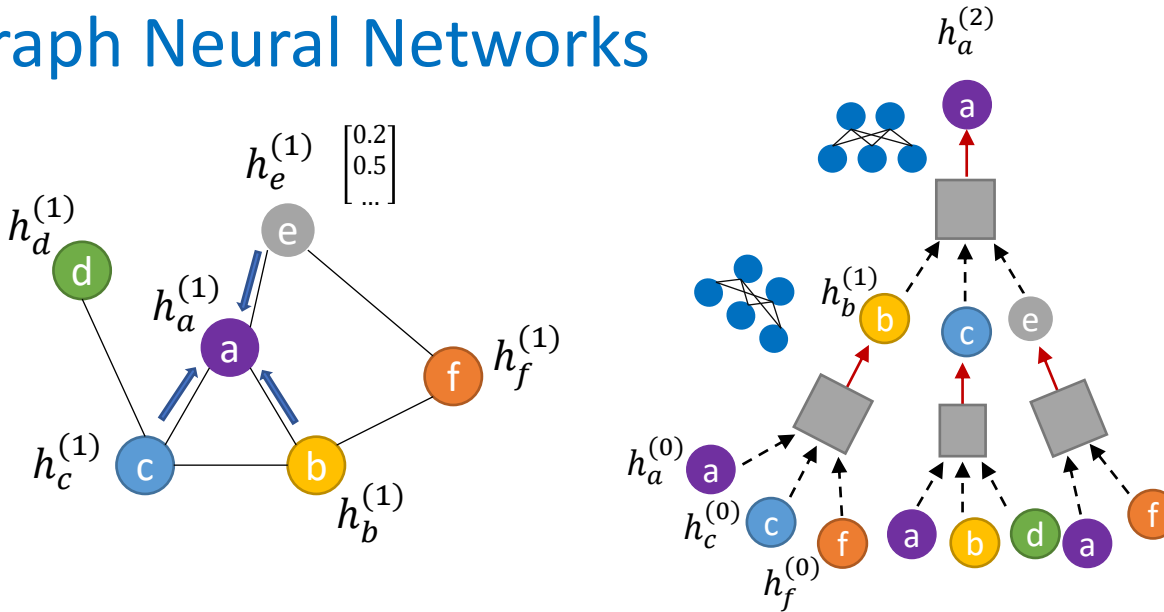 raph Neural Networks
h_e^{(1)}
[0.2
0.5
...]
h_d^{(1)}
d
e
h_a^{(1)}
a
h_f^{(1)}
f
h_c^{(1)}
c
b
h_b^{(1)}
h_a^{(2)}
a
h_b^{(1)}
b
c
e
h_a^{(0)}
a
h_c^{(0)}
c
f
h_f^{(0)}
a
b
d
a
f